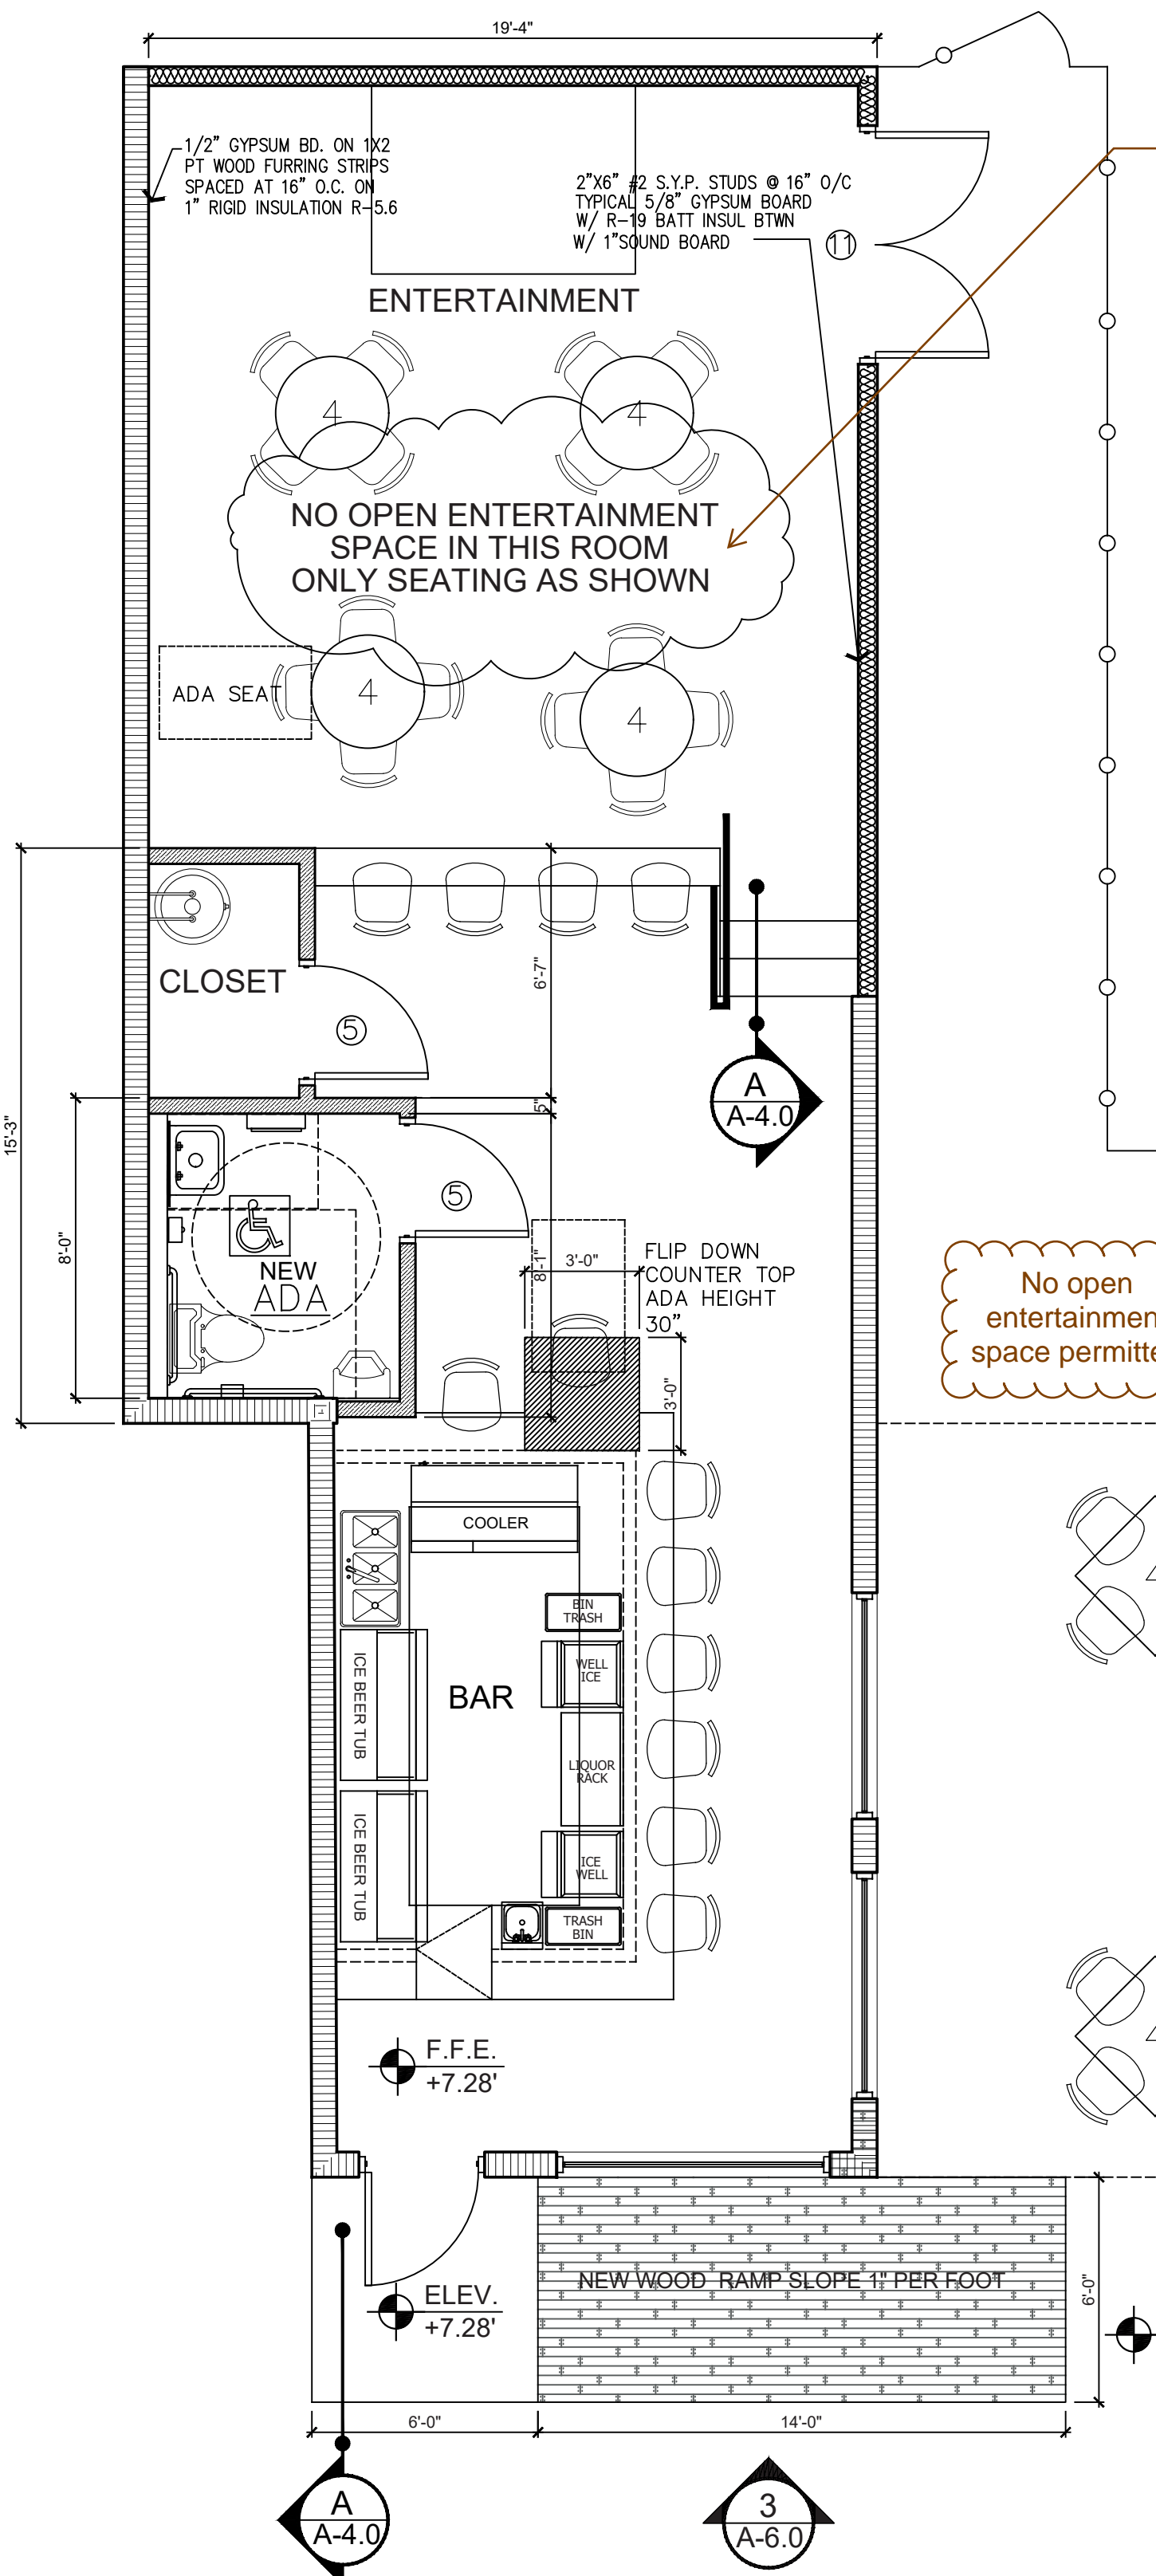 19'-4"
1/2" GYPSUM BD. ON 1X2
PT WOOD FURRING STRIPS
SPACED AT 16" O.C. ON
1" RIGID INSULATION R-5.6
2"X6" #2 S.Y.P. STUDS @ 16" O/C
TYPICAL 5/8" GYPSUM BOARD
W/ R-19 BATT INSUL BTWN
W/ 1"SOUND BOARD
11
ENTERTAINMENT
4
4
NO OPEN ENTERTAINMENT
SPACE IN THIS ROOM
ONLY SEATING AS SHOWN
ADA SEAT
4
4
CLOSET
6'-7"
5
A
A-4.0
5"
15'-3"
8'-0"
5
NEW
ADA
8'-1"
3'-0"
FLIP DOWN
COUNTER TOP
ADA HEIGHT
30"
3'-0"
No open
entertainmen
space permitte
COOLER
BIN
TRASH
WELL
ICE
ICE BEER TUB
BAR
LIQUOR
RACK
ICE BEER TUB
ICE
WELL
TRASH
BIN
F.F.E.
+7.28'
NEW WOOD RAMP SLOPE 1" PER FOOT
6'-0"
ELEV.
+7.28'
6'-0"
14'-0"
A
A-4.0
3
A-6.0